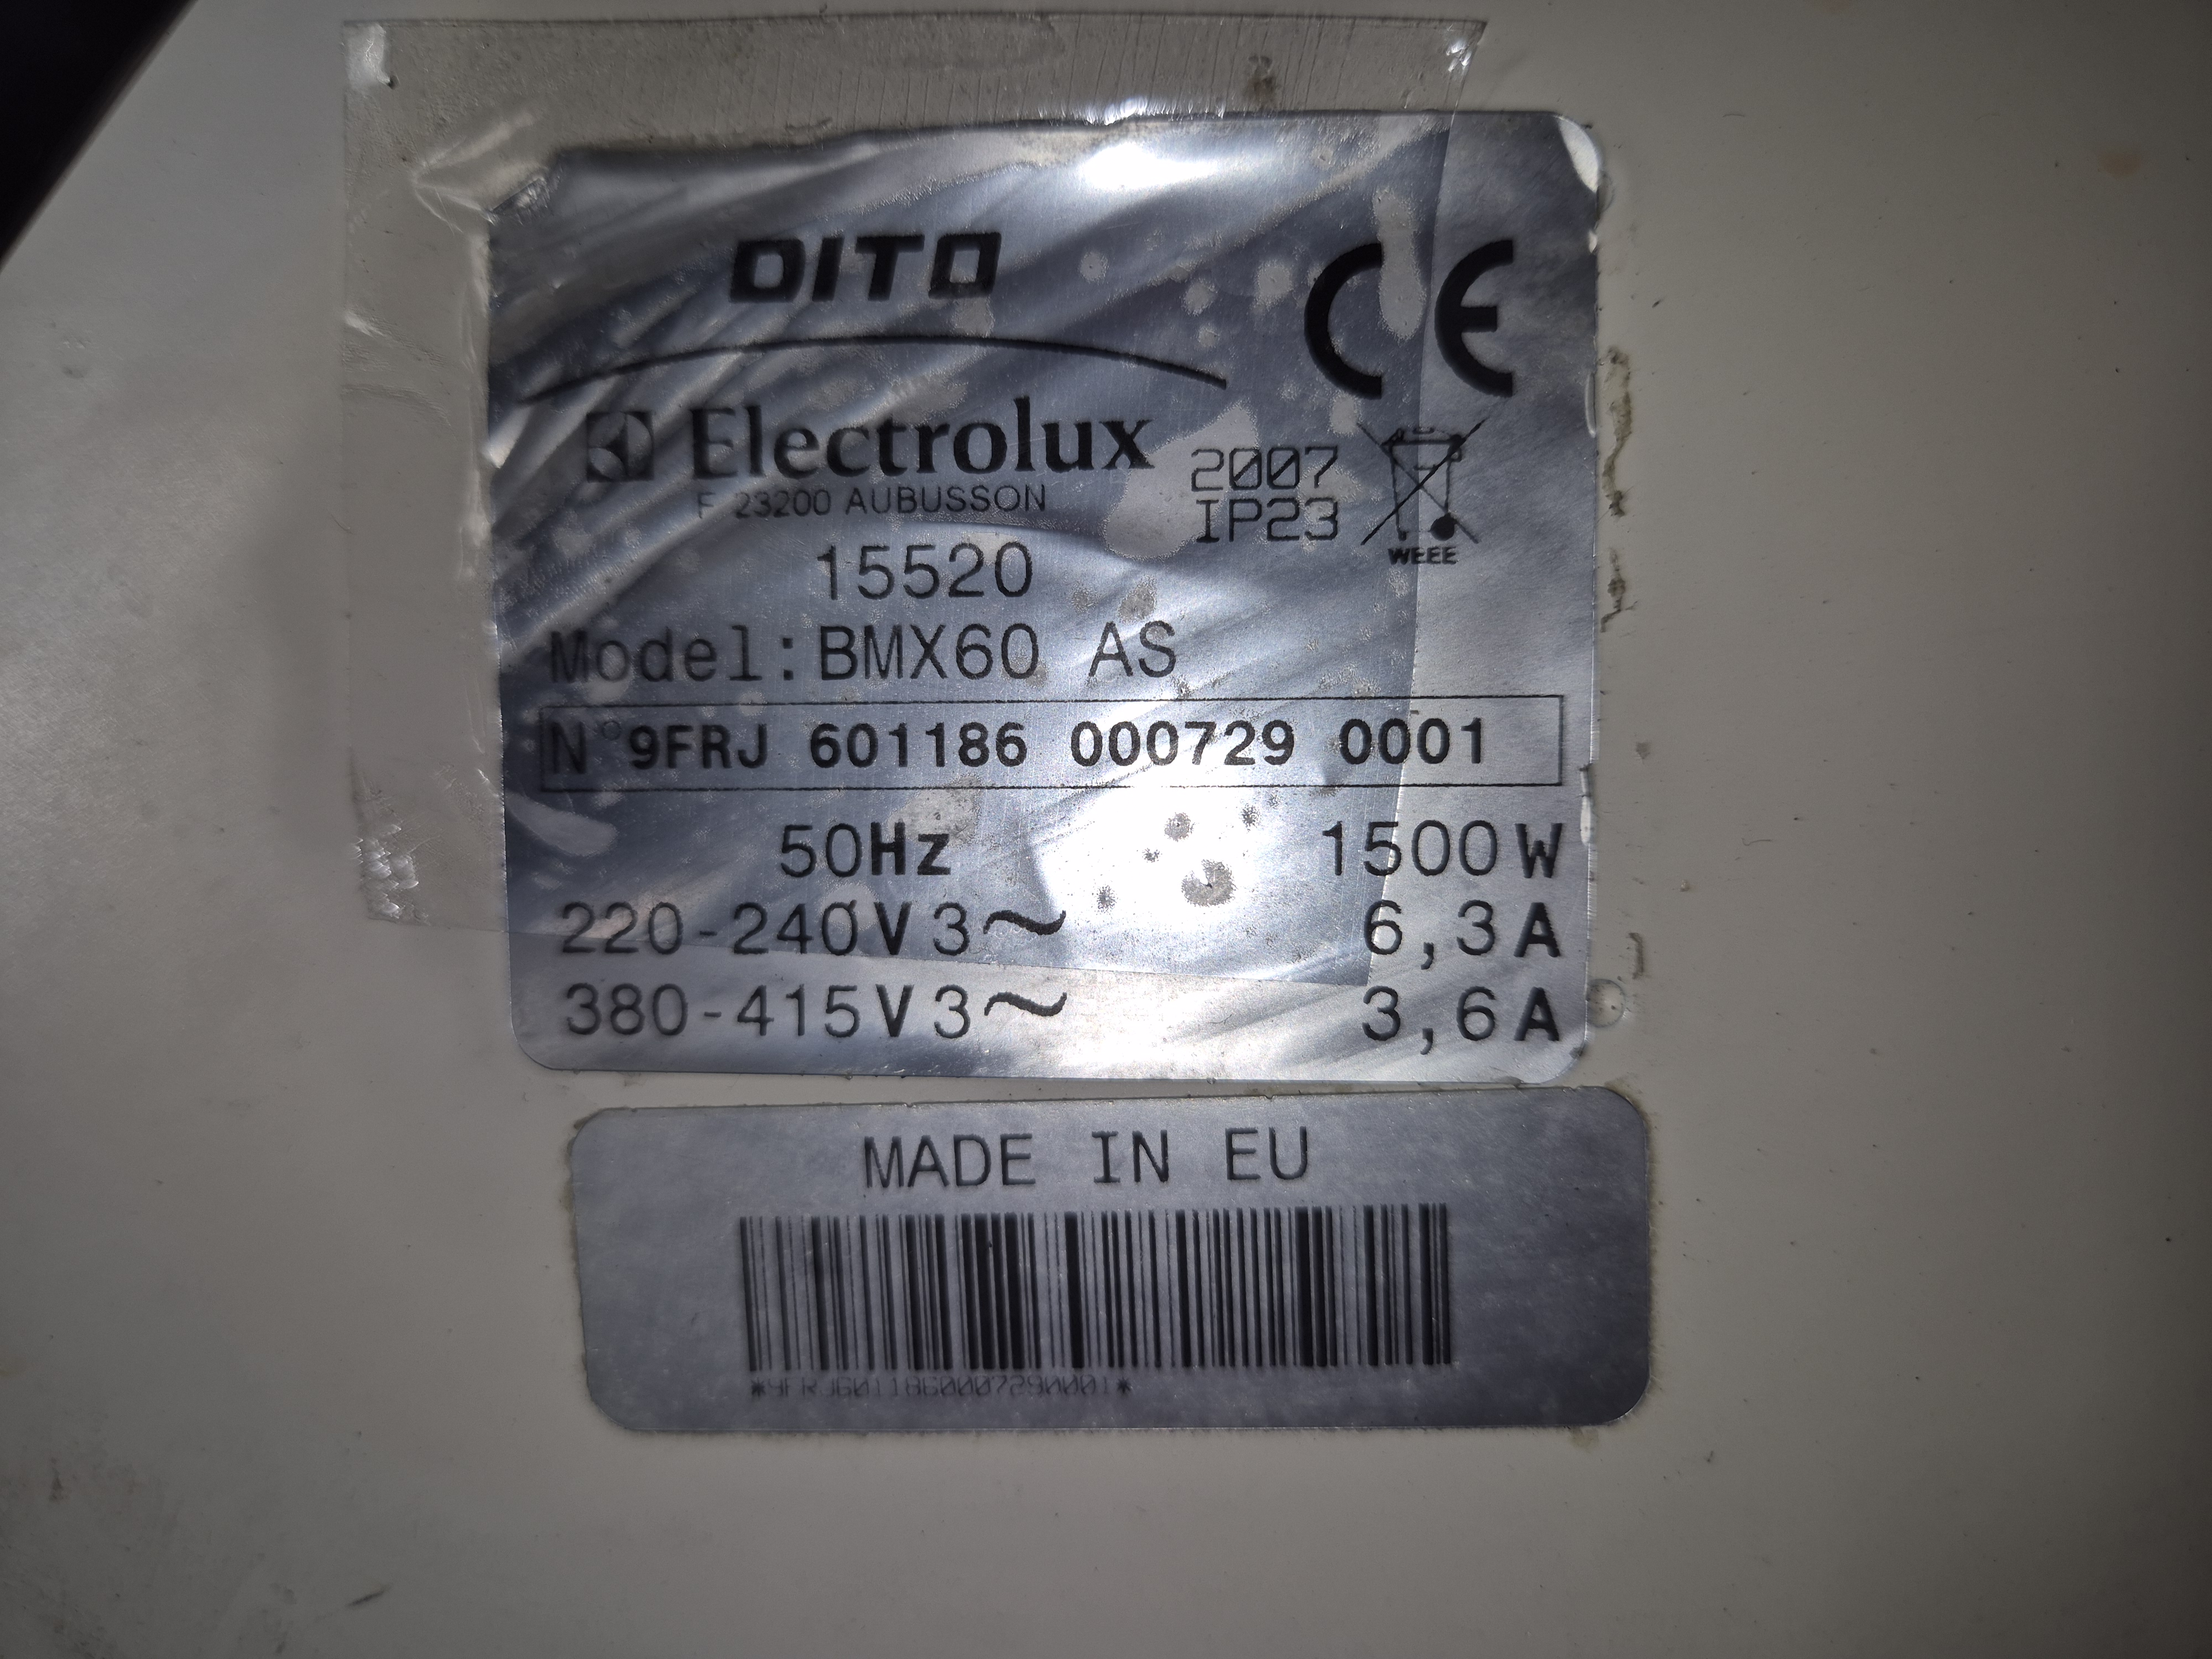 DITO
CE
Electrolux
F 23200 AUBUSSON
2007
IP23
WEEE
15520
Model: BMX60 AS
N°9FRJ 601186 000729 0001
50Hz 1500W
220-240V3~ 6,3A
380-415V3~ 3,6A
MADE IN EU
*9FRJ6011860007290001*